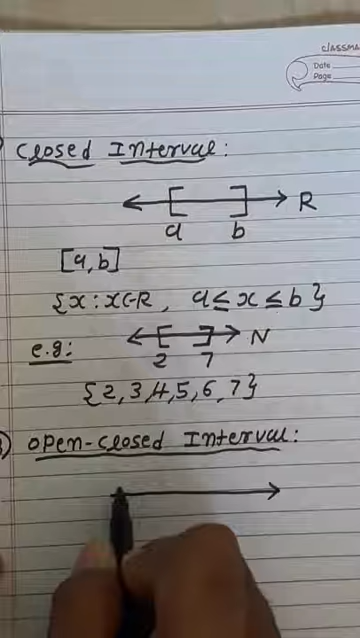 classma
Date
Page
Closed Interval:
R
a b
[a,b]
{x : x∈R, a ≤ x ≤ b}
e.g: N
2 7
{2,3,4,5,6,7}
) open-closed Interval: